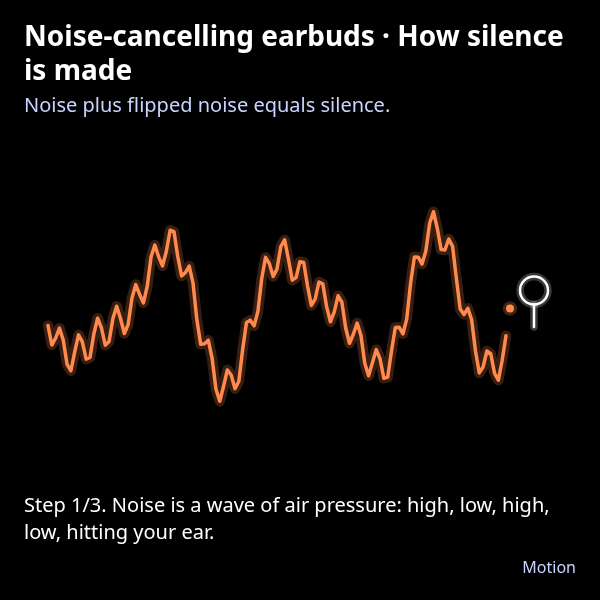 Noise-cancelling earbuds · How silence
is made
Noise plus flipped noise equals silence.
Step 1/3. Noise is a wave of air pressure: high, low, high,
low, hitting your ear.
Motion